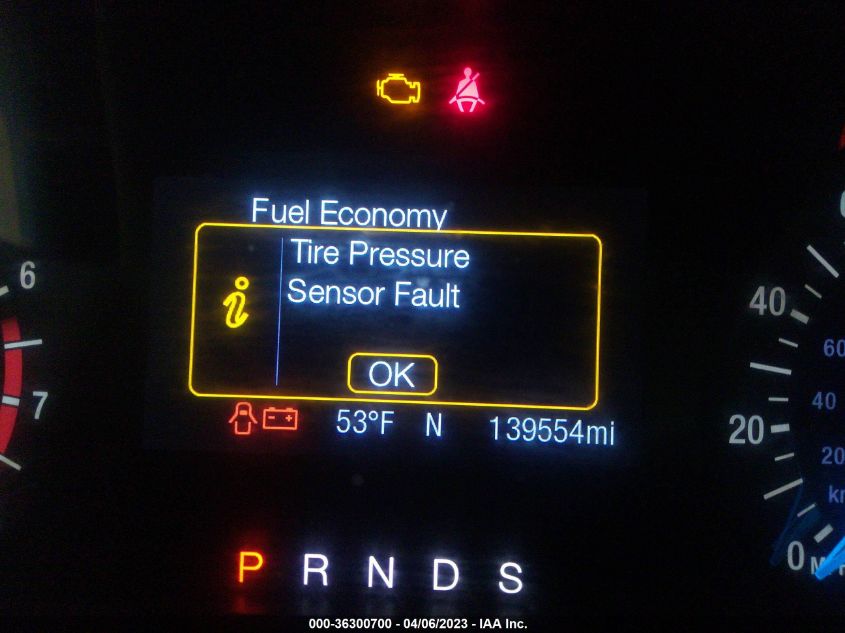 Fuel Economy
Tire Pressure
Sensor Fault
i
OK
53°F N 139554mi
P R N D S
6
7
40
20
0
60
40
20
000-36300700 - 04/06/2023 - IAA Inc.